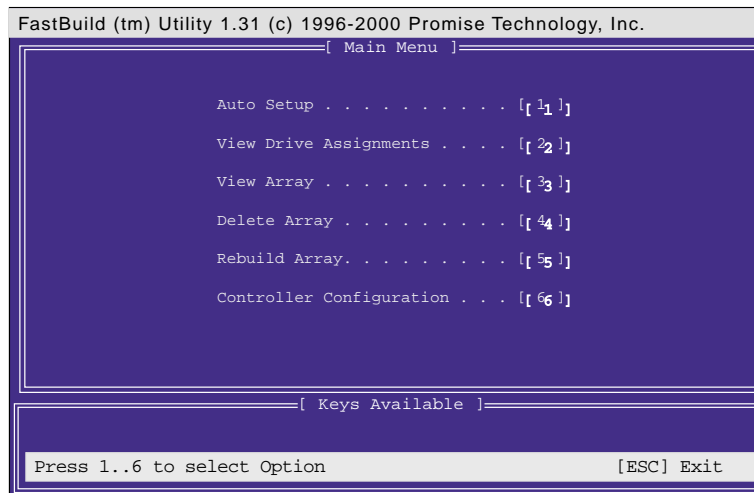 FastBuild (tm) Utility 1.31 (c) 1996-2000 Promise Technology, Inc.
[ Main Menu ]
Auto Setup . . . . . . . . . . [ 1 ]
View Drive Assignments . . . . [ 2 ]
View Array . . . . . . . . . . [ 3 ]
Delete Array . . . . . . . . . [ 4 ]
Rebuild Array. . . . . . . . . [ 5 ]
Controller Configuration . . . [ 6 ]
[ Keys Available ]
Press 1..6 to select Option [ESC] Exit